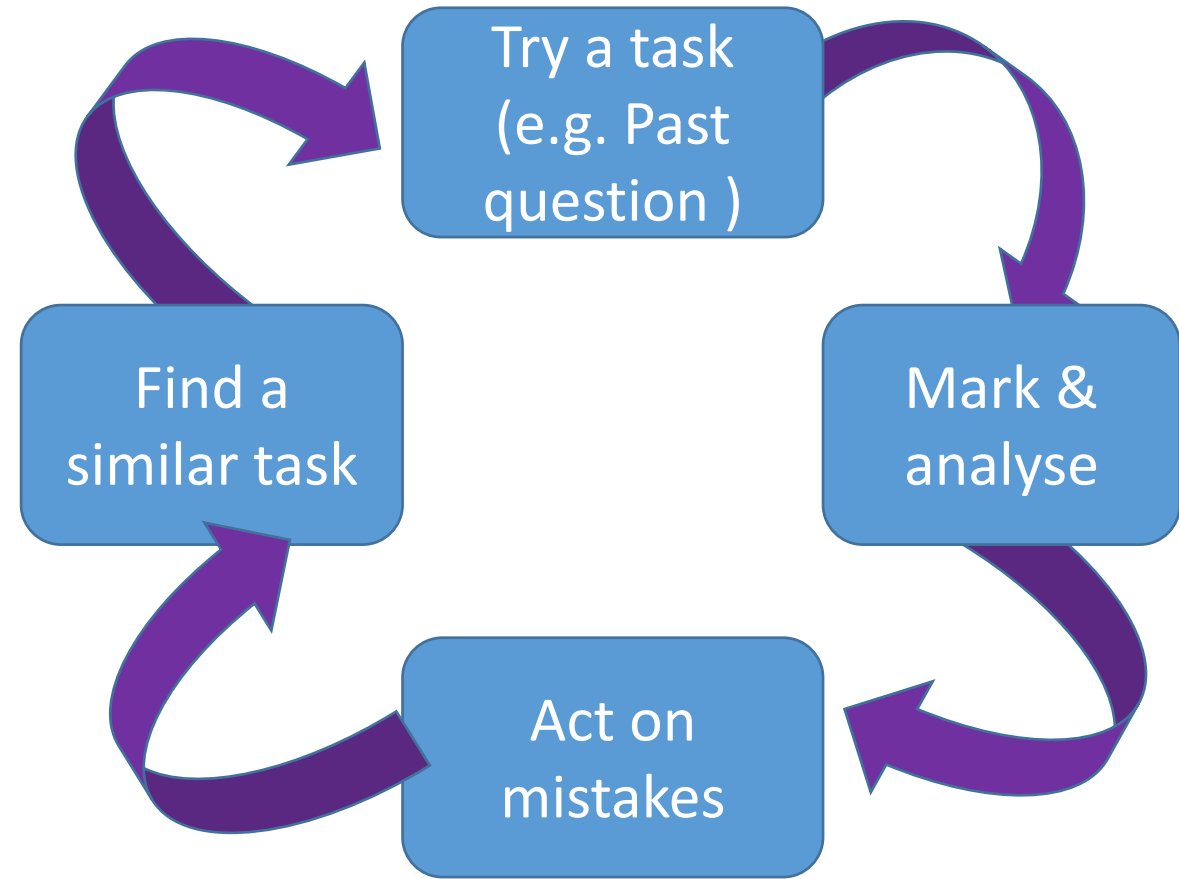 Try a task
(e.g. Past
question )
Mark &
analyse
Act on
mistakes
Find a
similar task